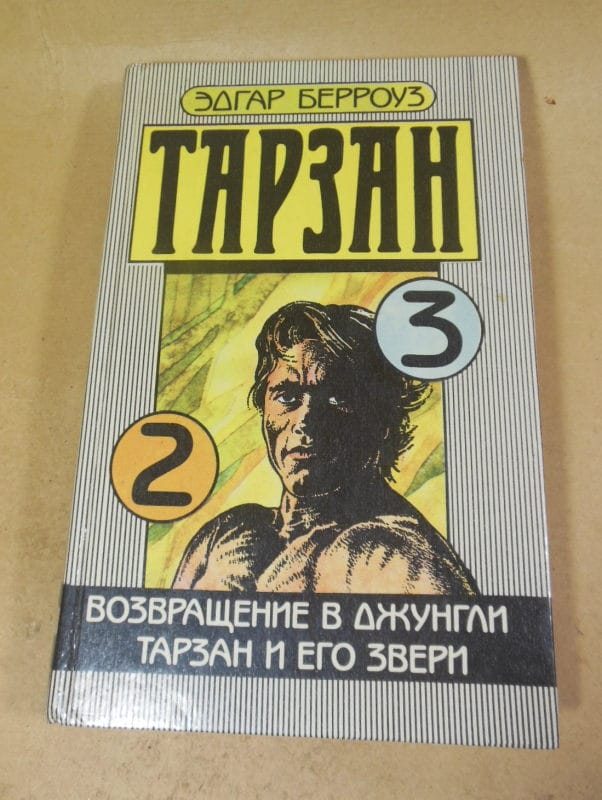 ЭДГАР БЕРРОУЗ
ТАРЗАН
3
2
ВОЗВРАЩЕНИЕ В ДЖУНГЛИ
ТАРЗАН И ЕГО ЗВЕРИ